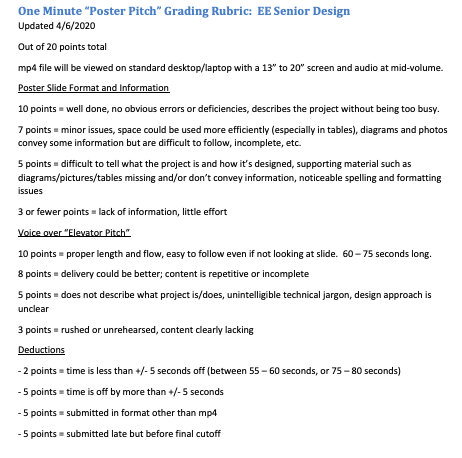 One Minute "Poster Pitch" Grading Rubric:  EE Senior Design
Updated 4/6/2020
Out of 20 points total
mp4 file will be viewed on standard desktop/laptop with a 13" to 20" screen and audio at mid-volume.
Poster Slide Format and Information
10 points = well done, no obvious errors or deficiencies, describes the project without being too busy.
7 points = minor issues, space could be used more efficiently (especially in tables), diagrams and photos
convey some information but are difficult to follow, incomplete, etc.
5 points = difficult to tell what the project is and how it's designed, supporting material such as
diagrams/pictures/tables missing and/or don't convey information, noticeable spelling and formatting
issues
3 or fewer points = lack of information, little effort
Voice over "Elevator Pitch"
10 points = proper length and flow, easy to follow even if not looking at slide.  60 – 75 seconds long.
8 points = delivery could be better; content is repetitive or incomplete
5 points = does not describe what project is/does, unintelligible technical jargon, design approach is
unclear
3 points = rushed or unrehearsed, content clearly lacking
Deductions
- 2 points = time is less than +/- 5 seconds off (between 55 – 60 seconds, or 75 – 80 seconds)
- 5 points = time is off by more than +/- 5 seconds
- 5 points = submitted in format other than mp4
- 5 points = submitted late but before final cutoff